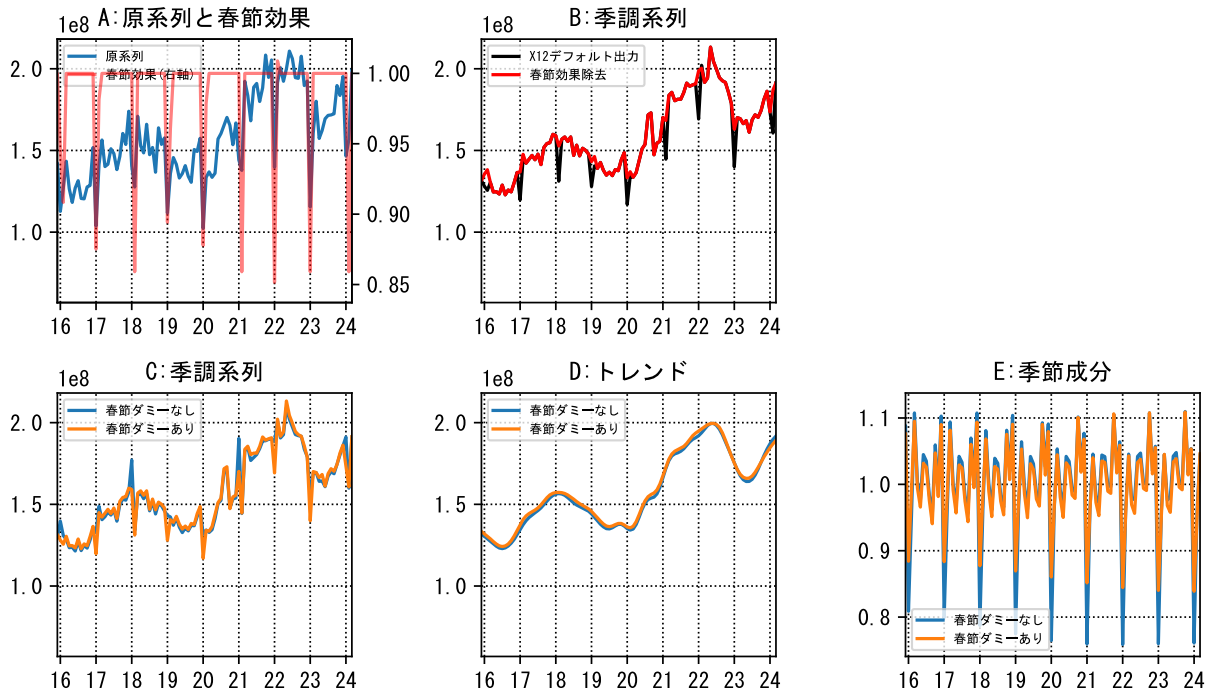 A:原系列と春節効果
1e8
原系列
春節効果(右軸)
2.0
1.5
1.0
1.00
0.95
0.90
0.85
16 17 18 19 20 21 22 23 24
B:季調系列
1e8
X12デフォルト出力
春節効果除去
2.0
1.5
1.0
16 17 18 19 20 21 22 23 24
C:季調系列
1e8
春節ダミーなし
春節ダミーあり
2.0
1.5
1.0
16 17 18 19 20 21 22 23 24
D:トレンド
1e8
春節ダミーなし
春節ダミーあり
2.0
1.5
1.0
16 17 18 19 20 21 22 23 24
E:季節成分
1.1
1.0
0.9
0.8
春節ダミーなし
春節ダミーあり
16 17 18 19 20 21 22 23 24